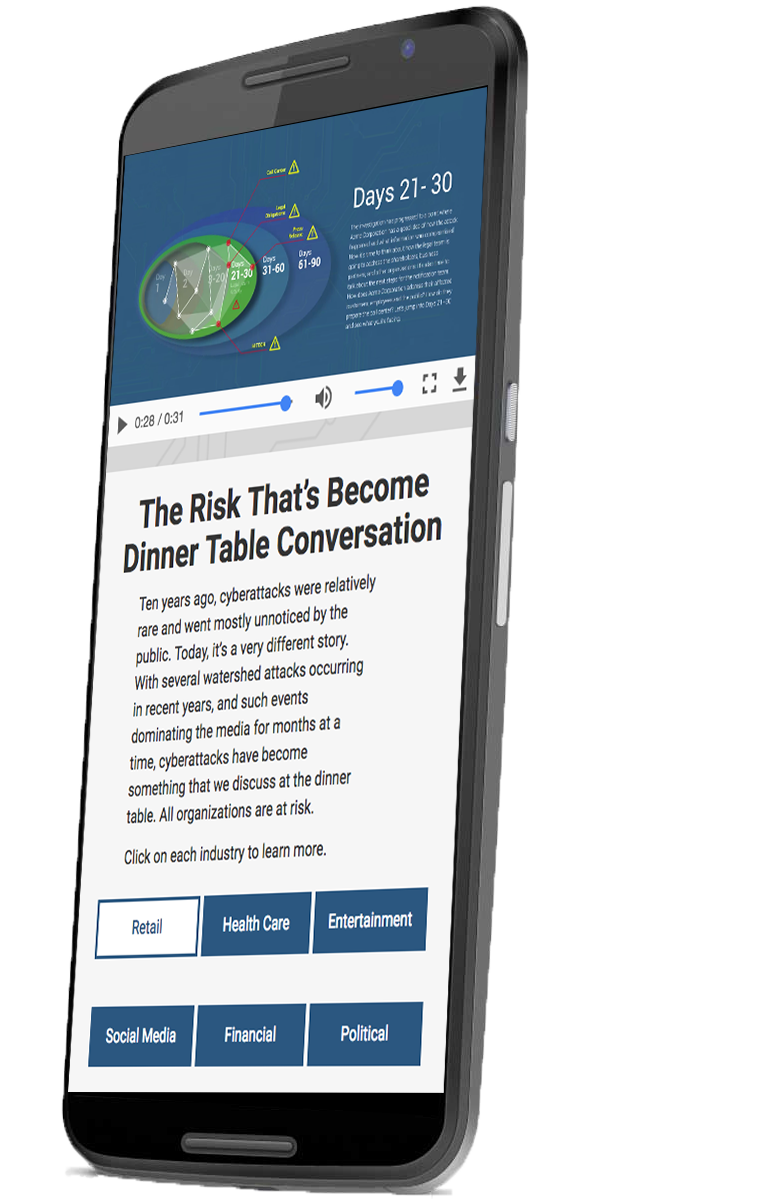 Call Center
Legal
Obligations
Press
Release
Days 21- 30
Day
1
Day
2
Days
3-20
Days
21-30
Days
31-60
Days
61-90
0:28 / 0:31
The Risk That's Become
Dinner Table Conversation
Ten years ago, cyberattacks were relatively
rare and went mostly unnoticed by the
public. Today, it's a very different story.
With several watershed attacks occurring
in recent years, and such events
dominating the media for months at a
time, cyberattacks have become
something that we discuss at the dinner
table. All organizations are at risk.
Click on each industry to learn more.
Retail
Health Care
Entertainment
Social Media
Financial
Political